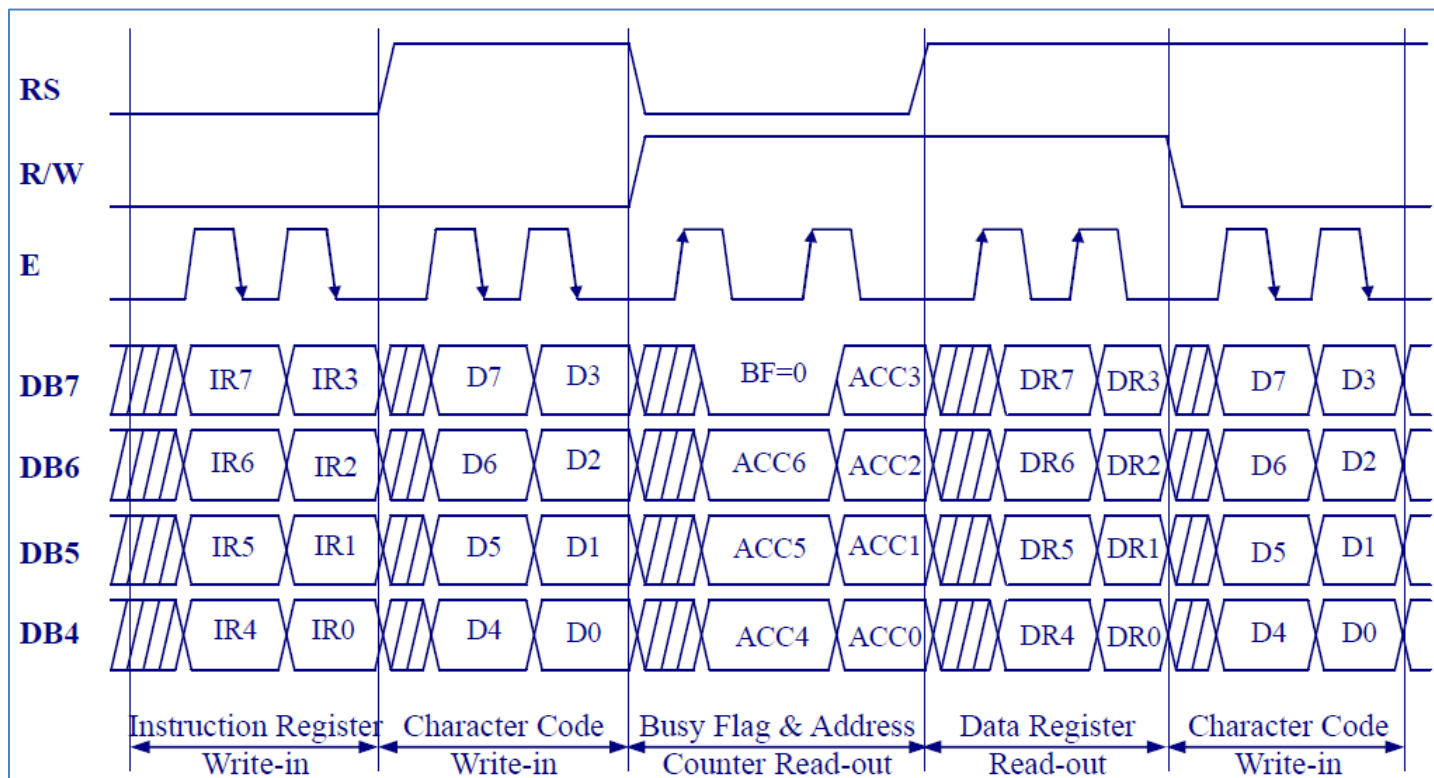 RS
R/W
E
DB7 IR7 IR3 D7 D3 BF=0 ACC3 DR7 DR3 D7 D3
DB6 IR6 IR2 D6 D2 ACC6 ACC2 DR6 DR2 D6 D2
DB5 IR5 IR1 D5 D1 ACC5 ACC1 DR5 DR1 D5 D1
DB4 IR4 IR0 D4 D0 ACC4 ACC0 DR4 DR0 D4 D0
Instruction Register Character Code Busy Flag & Address Data Register Character Code
Write-in Write-in Counter Read-out Read-out Write-in